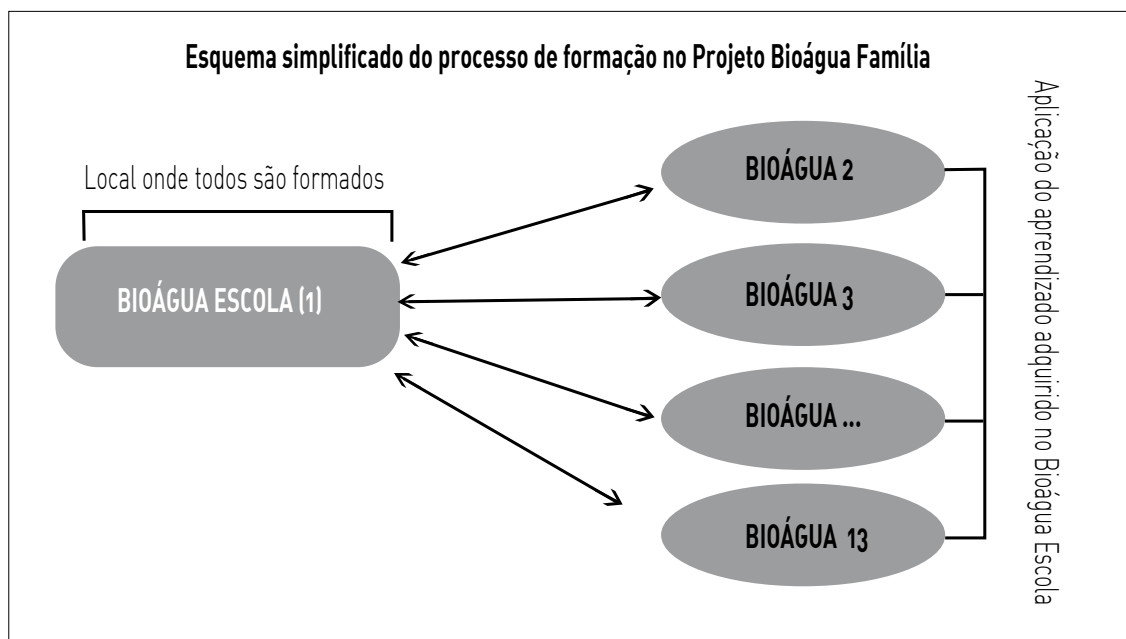 Esquema simplificado do processo de formação no Projeto Bioágua Família
Local onde todos são formados
BIOÁGUA ESCOLA (1)
BIOÁGUA 2
BIOÁGUA 3
BIOÁGUA ...
BIOÁGUA 13
Aplicação do aprendizado adquirido no Bioágua Escola